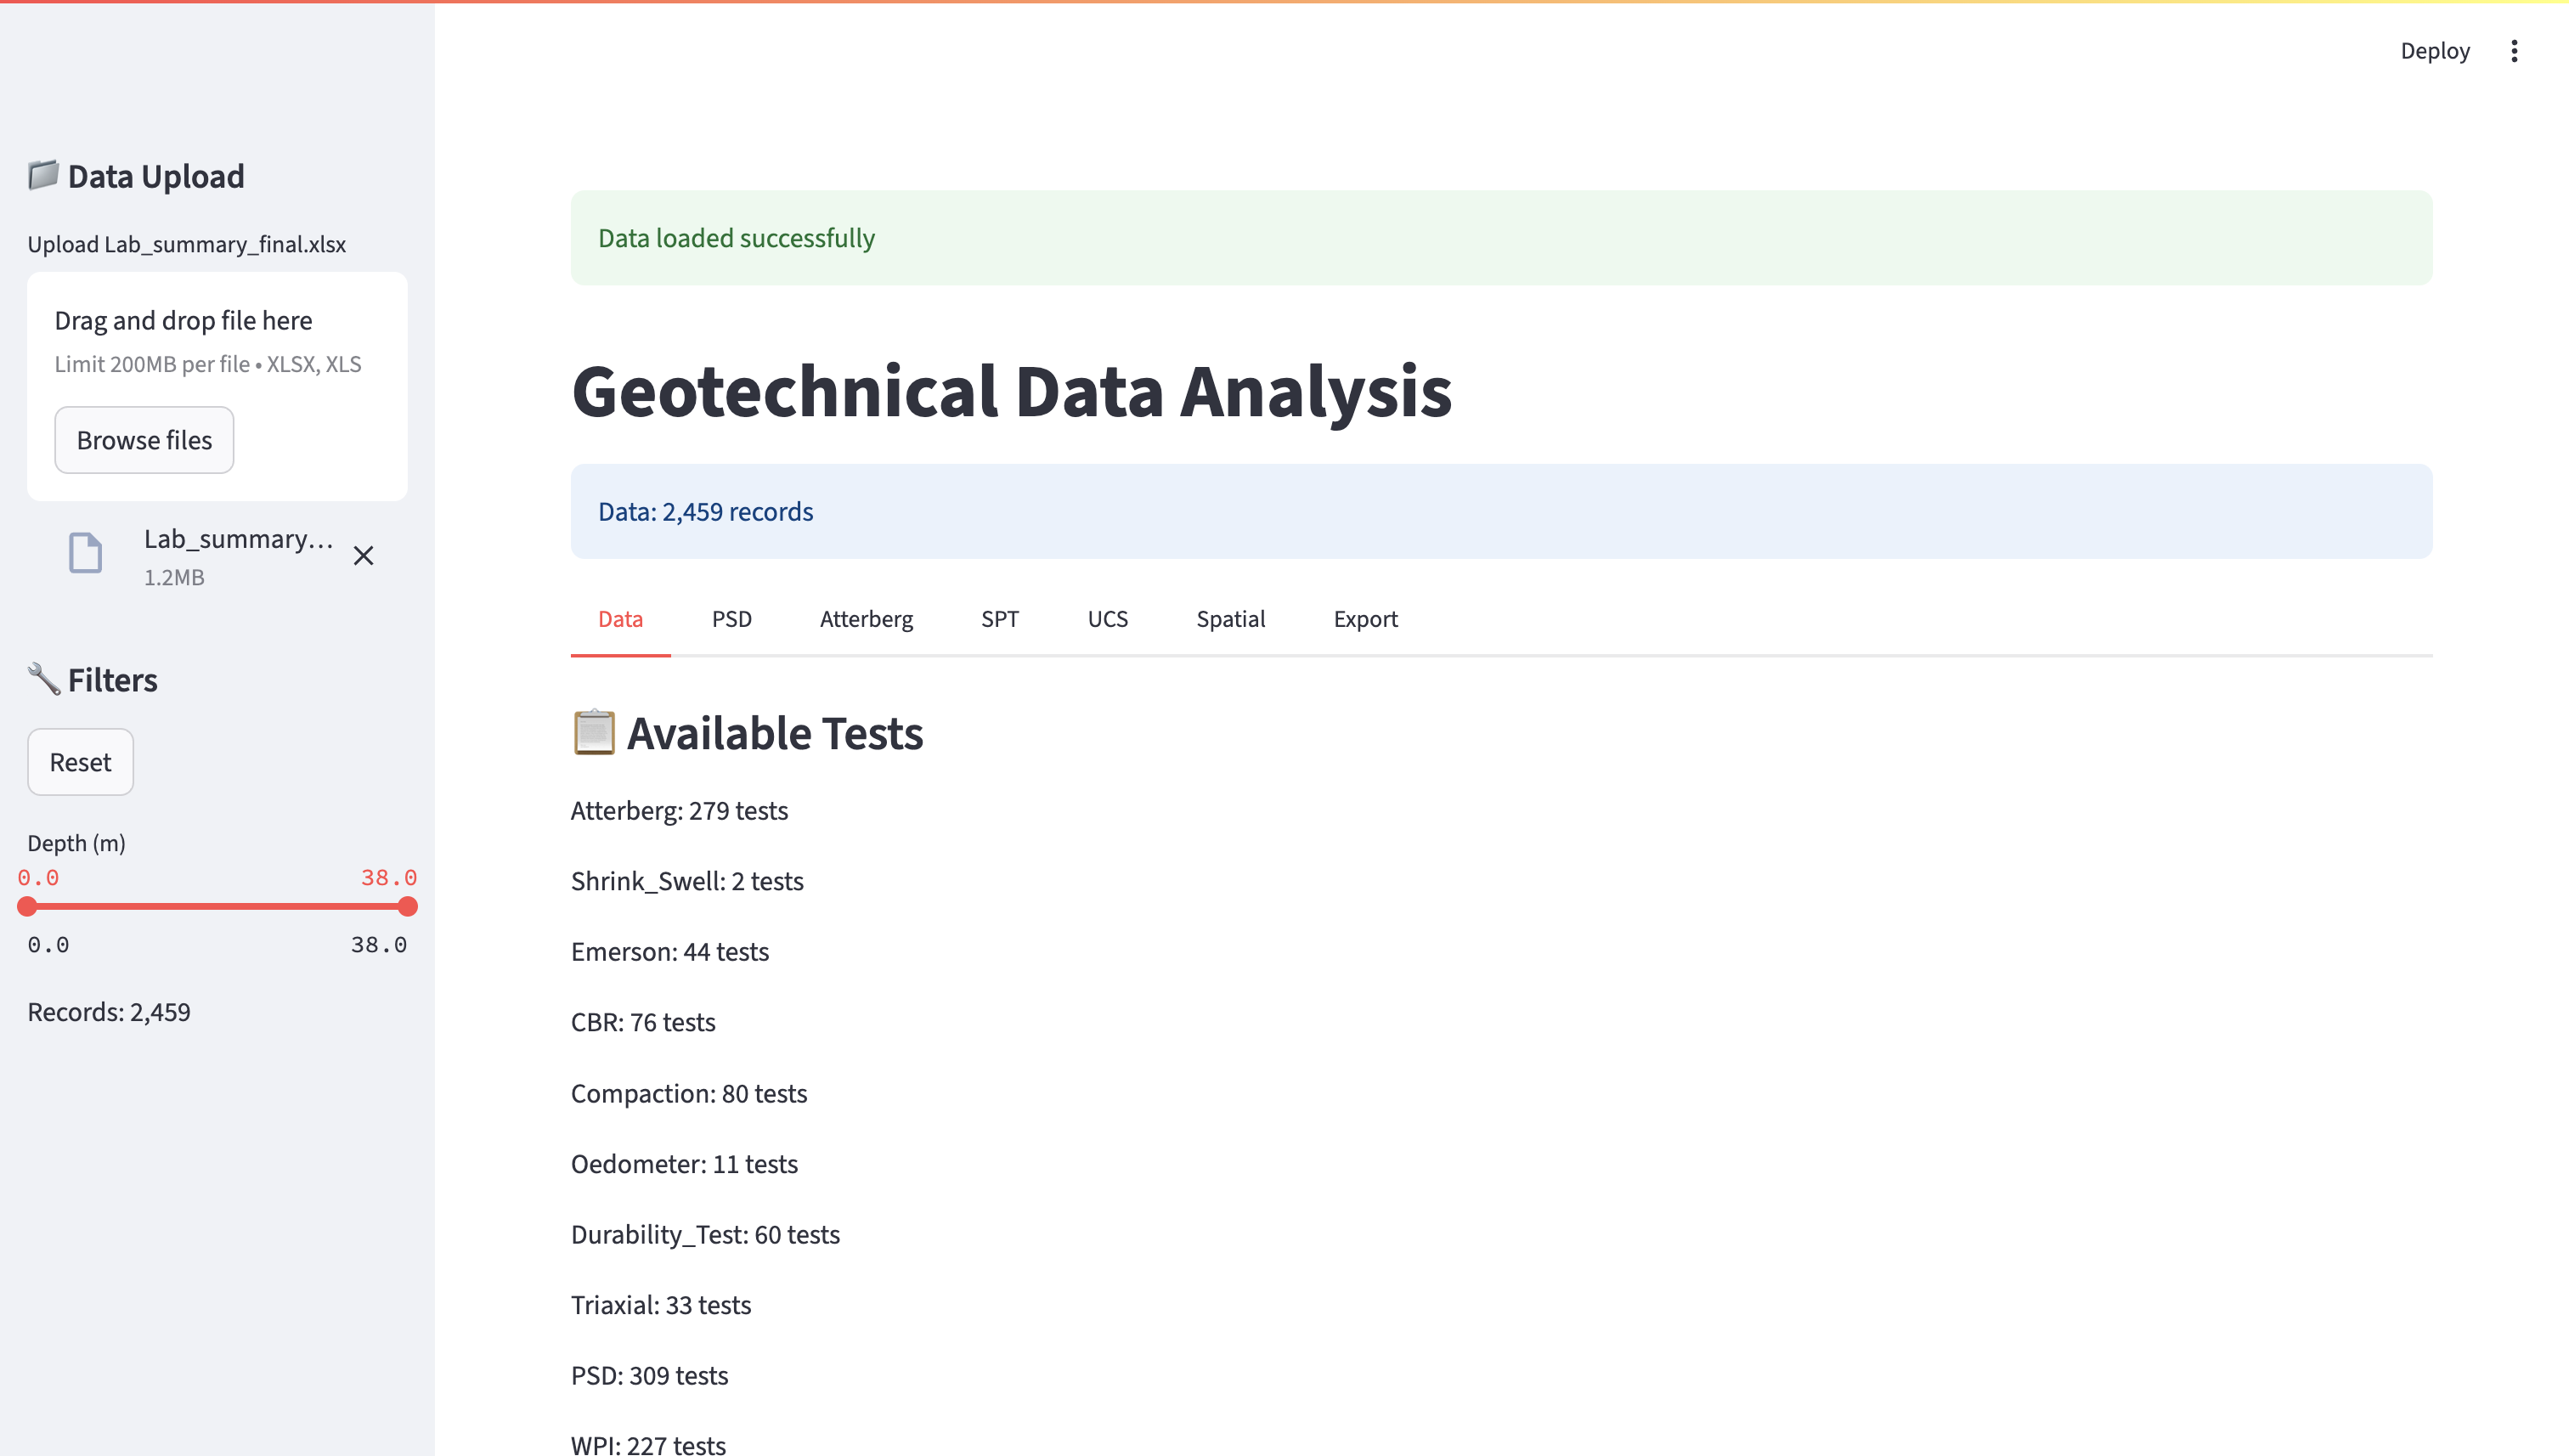 Deploy
Data Upload
Upload Lab_summary_final.xlsx
Drag and drop file here
Limit 200MB per file • XLSX, XLS
Browse files
Lab_summary...
1.2MB
Filters
Reset
Depth (m)
0.0 38.0
0.0 38.0
Records: 2,459
Data loaded successfully
Geotechnical Data Analysis
Data: 2,459 records
Data PSD Atterberg SPT UCS Spatial Export
Available Tests
Atterberg: 279 tests
Shrink_Swell: 2 tests
Emerson: 44 tests
CBR: 76 tests
Compaction: 80 tests
Oedometer: 11 tests
Durability_Test: 60 tests
Triaxial: 33 tests
PSD: 309 tests
WPI: 227 tests